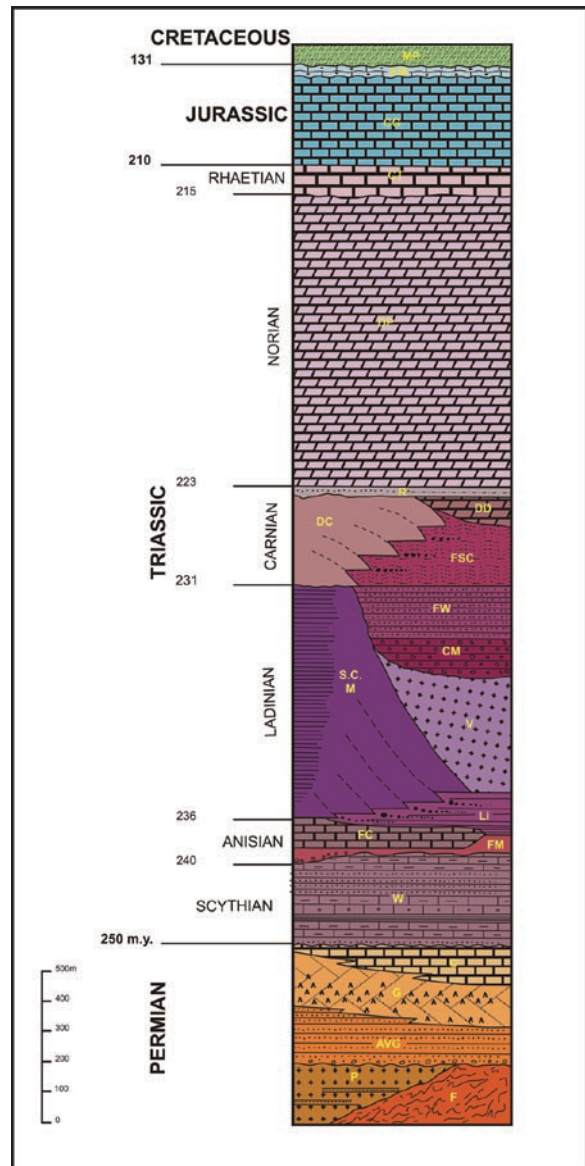 CRETACEOUS
MP
131
JURASSIC
CG
210
RHAETIAN
CT
215
DP
NORIAN
TRIASSIC
223
R
DD
DC
CARNIAN
FSC
231
FW
CM
S.C.
M
LADINIAN
V
236
Li
FC
FM
ANISIAN
240
W
SCYTHIAN
250 m.y.
500m
400
G
300
PERMIAN
200
AVG
100
P
F
0